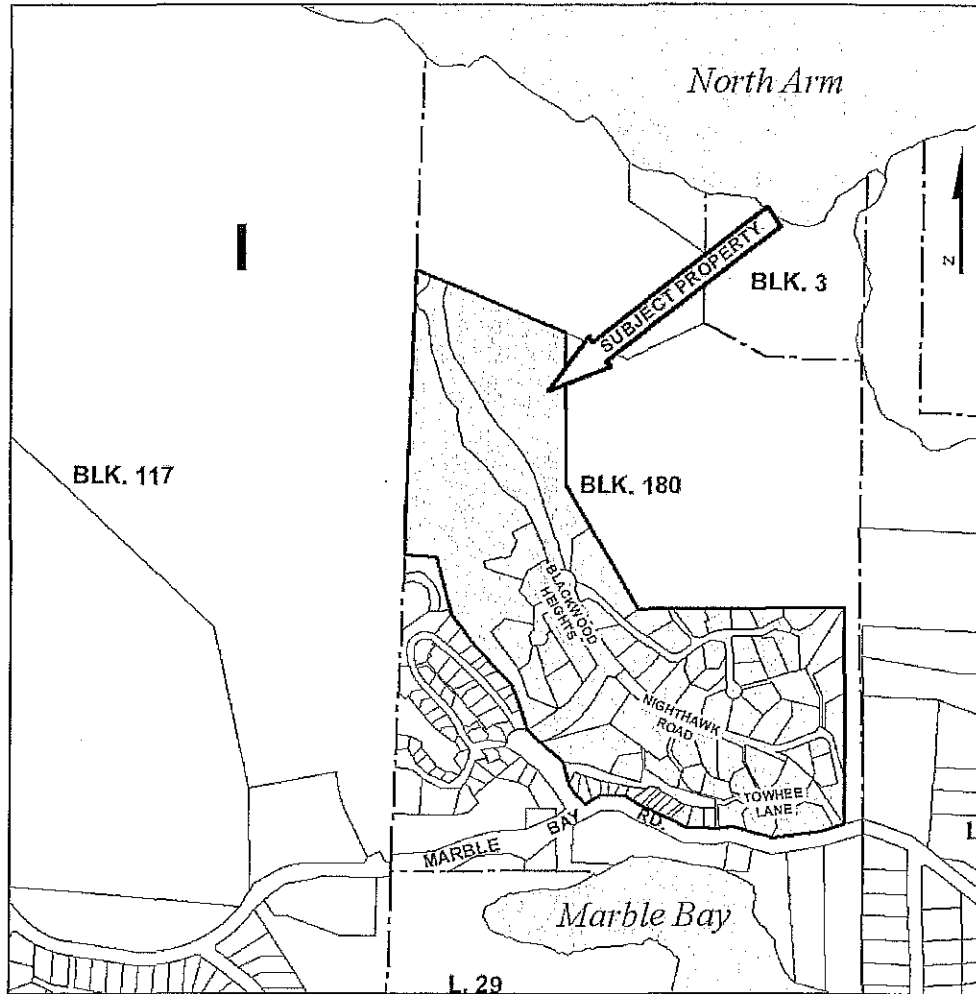 North Arm
SUBJECT PROPERTY
BLK. 3
N
BLK. 117
BLK. 180
BLACKWOOD
HEIGHTS
NIGHTHAWK
ROAD
TOWHEE
LANE
MARBLE BAY RD.
Marble Bay
L
L. 29